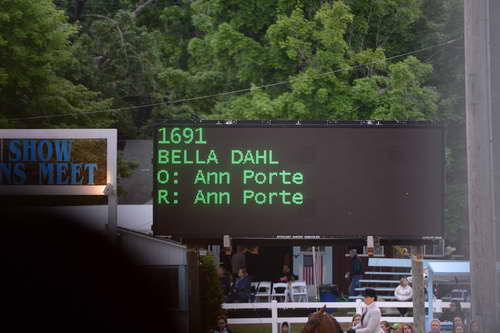 SHOW
NS MEET
1691
BELLA DAHL
O: Ann Porte
R: Ann Porte